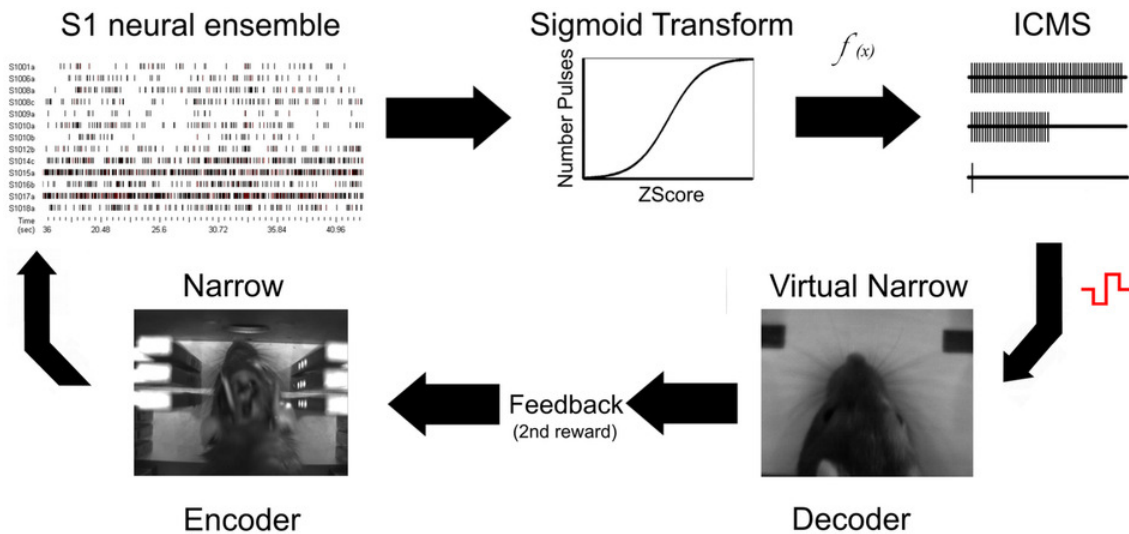 S1 neural ensemble
S1001a
S1006a
S1008a
S1008c
S1009a
S1010a
S1010b
S1012b
S1014c
S1015a
S1016b
S1017a
S1018a
Time
(sec) 36 20.48 25.6 30.72 35.84 40.96
Sigmoid Transform
Number Pulses
ZScore
f (x)
ICMS
Narrow
Virtual Narrow
Feedback
(2nd reward)
Encoder
Decoder